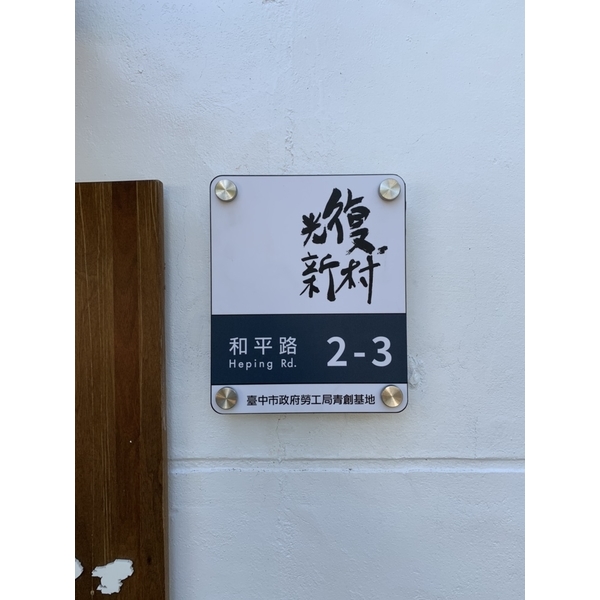 光復
新村
和平路 2-3
Heping Rd.
臺中市政府勞工局青創基地